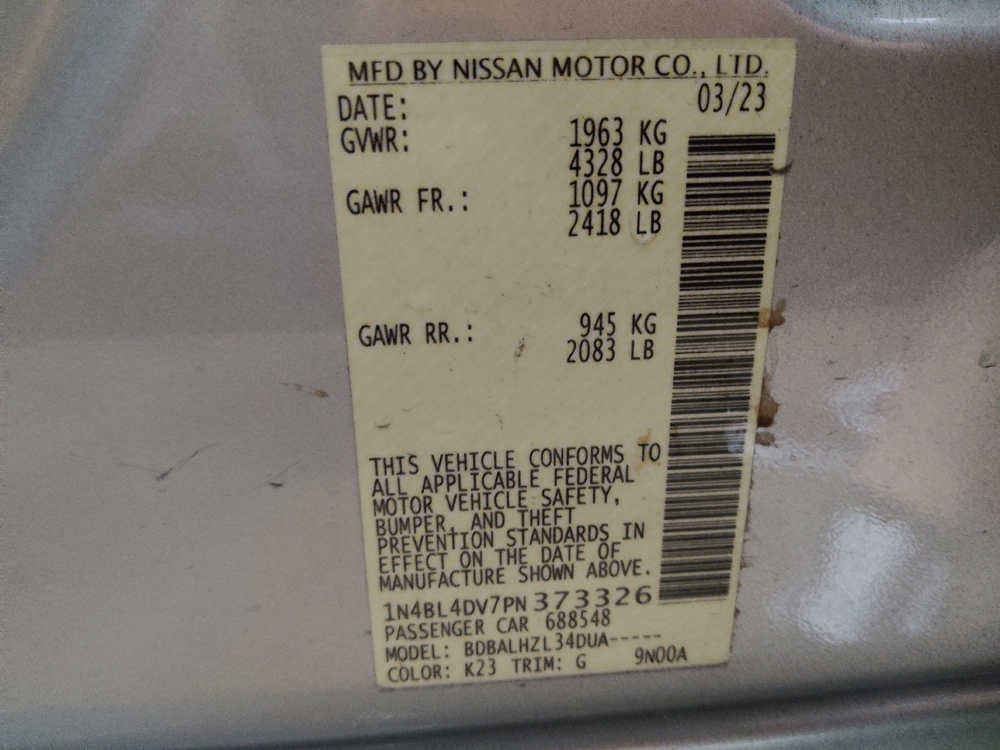 MFD BY NISSAN MOTOR CO., LTD.
DATE: 03/23
GVWR: 1963 KG
4328 LB
GAWR FR.: 1097 KG
2418 LB
GAWR RR.: 945 KG
2083 LB
THIS VEHICLE CONFORMS TO
ALL APPLICABLE FEDERAL
MOTOR VEHICLE SAFETY,
BUMPER, AND THEFT
PREVENTION STANDARDS IN
EFFECT ON THE DATE OF
MANUFACTURE SHOWN ABOVE.
1N4BL4DV7PN373326
PASSENGER CAR 688548
MODEL: BDBALHZL34DUA-----
COLOR: K23 TRIM: G 9N00A